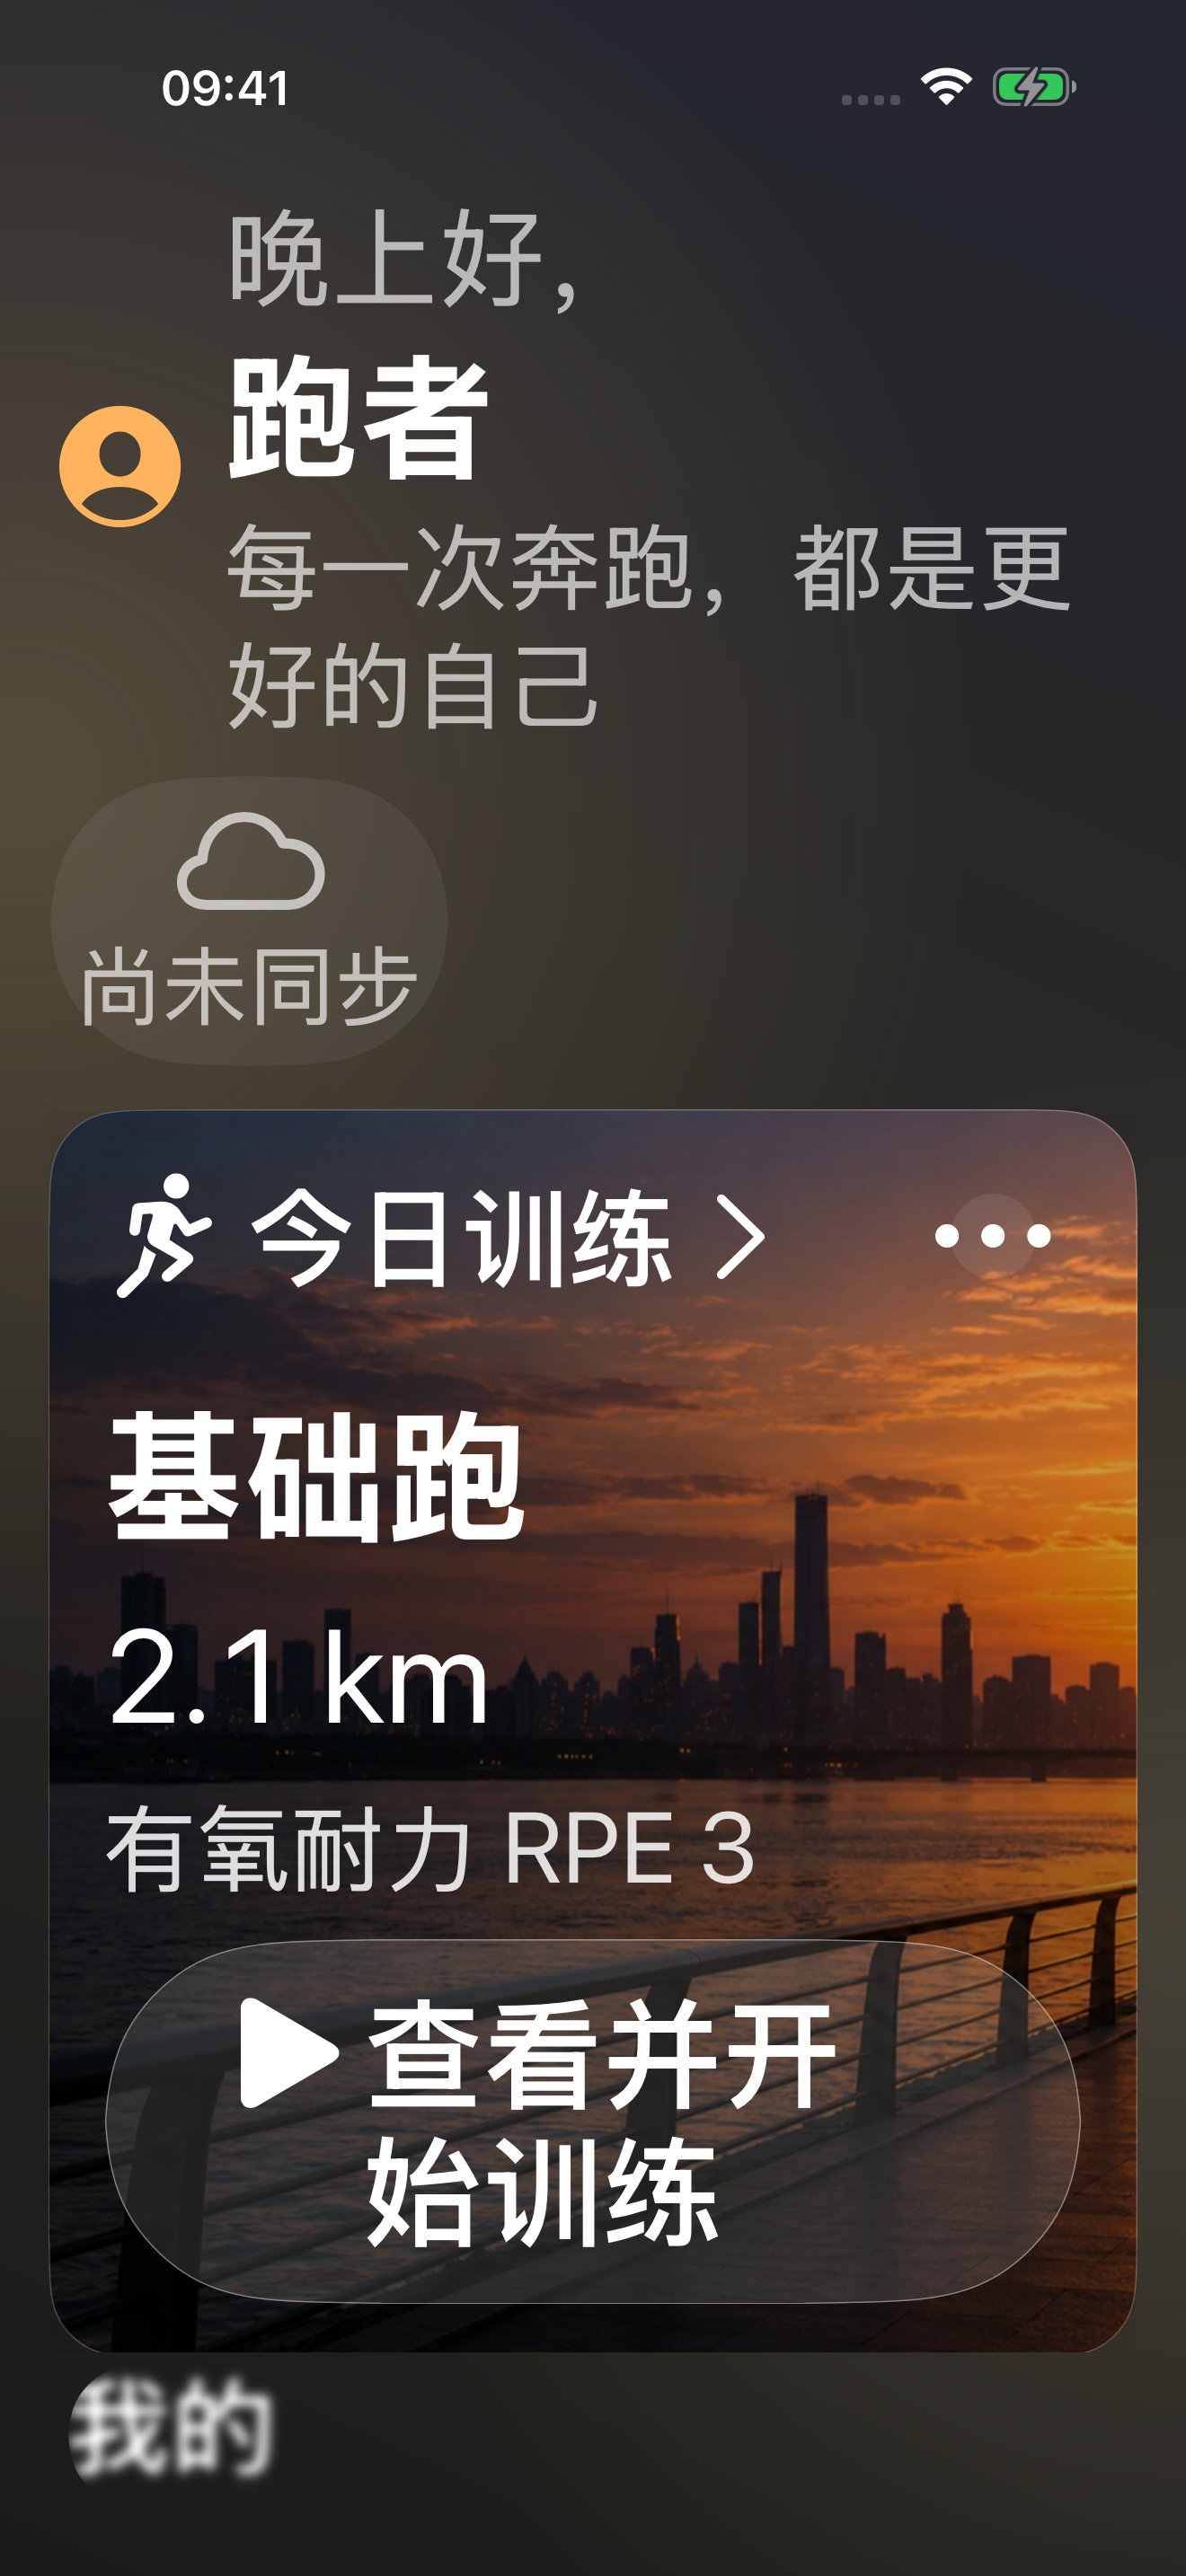 09:41
晚上好，
跑者
每一次奔跑，都是更
好的自己
尚未同步
今日训练
基础跑
2.1 km
有氧耐力 RPE 3
查看并开
始训练
我的